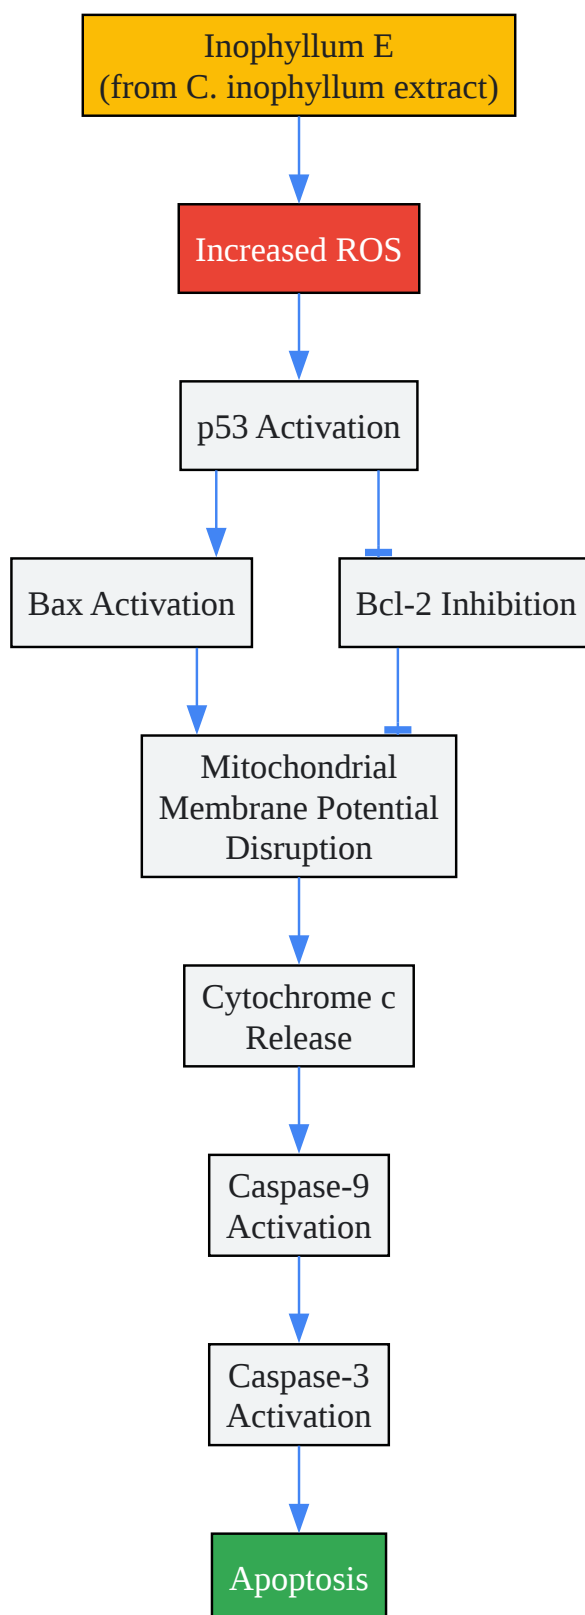 Inophyllum E
(from C. inophyllum extract)
Increased ROS
p53 Activation
Bax Activation
Bcl-2 Inhibition
Mitochondrial
Membrane Potential
Disruption
Cytochrome c
Release
Caspase-9
Activation
Caspase-3
Activation
Apoptosis